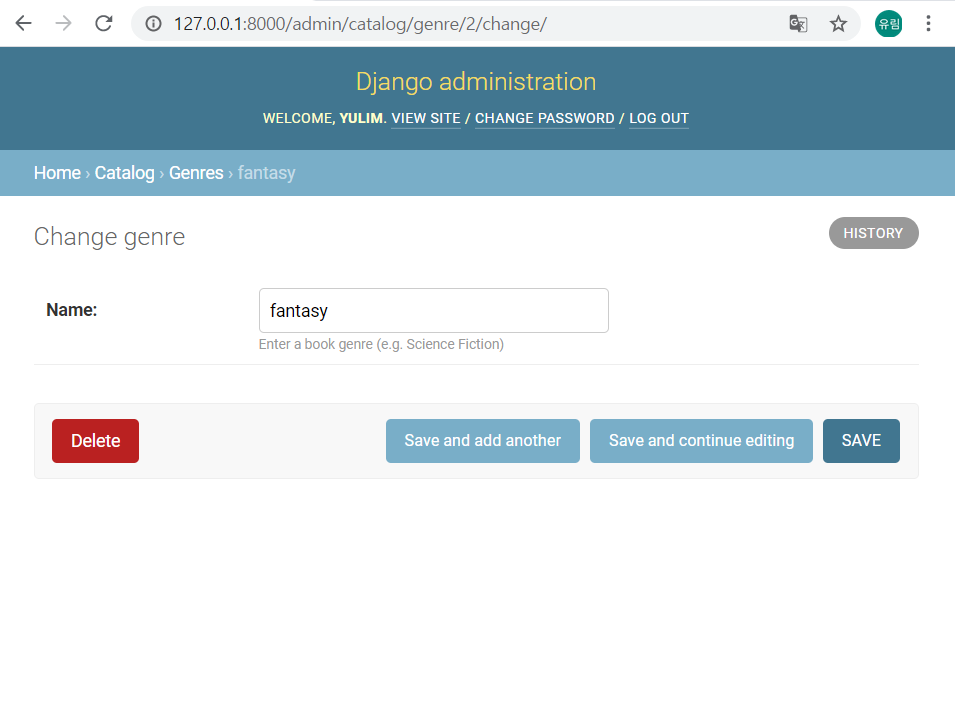 127.0.0.1:8000/admin/catalog/genre/2/change/
유림
Django administration
WELCOME, YULIM. VIEW SITE / CHANGE PASSWORD / LOG OUT
Home › Catalog › Genres › fantasy
Change genre
HISTORY
Name:
fantasy
Enter a book genre (e.g. Science Fiction)
Delete
Save and add another
Save and continue editing
SAVE